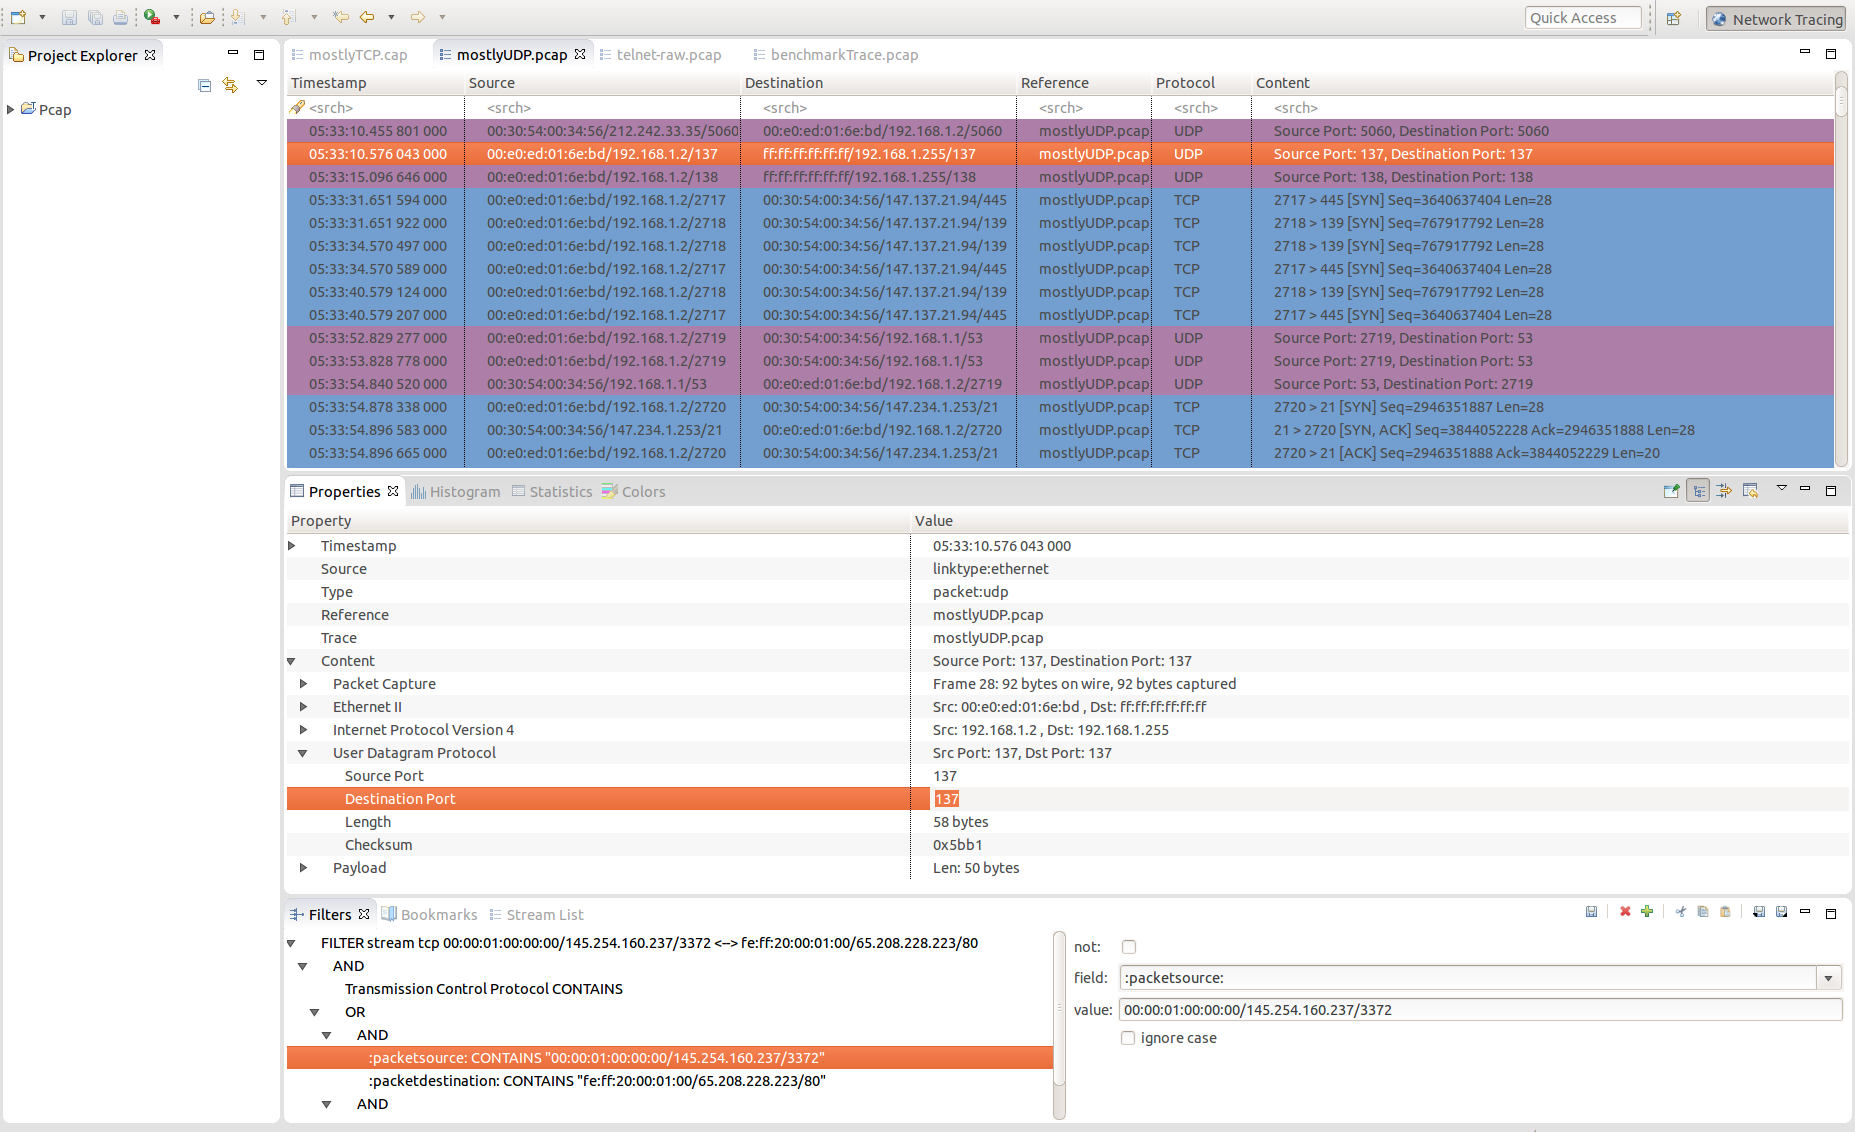 Quick Access
Network Tracing
Project Explorer
Pcap
mostlyTCP.cap
mostlyUDP.pcap
telnet-raw.pcap
benchmarkTrace.pcap
Timestamp Source Destination Reference Protocol Content
<srch> <srch> <srch> <srch> <srch> <srch>
05:33:10.455 801 000 00:30:54:00:34:56/212.242.33.35/5060 00:e0:ed:01:6e:bd/192.168.1.2/5060 mostlyUDP.pcap UDP Source Port: 5060, Destination Port: 5060
05:33:10.576 043 000 00:e0:ed:01:6e:bd/192.168.1.2/137 ff:ff:ff:ff:ff:ff/192.168.1.255/137 mostlyUDP.pcap UDP Source Port: 137, Destination Port: 137
05:33:15.096 646 000 00:e0:ed:01:6e:bd/192.168.1.2/138 ff:ff:ff:ff:ff:ff/192.168.1.255/138 mostlyUDP.pcap UDP Source Port: 138, Destination Port: 138
05:33:31.651 594 000 00:e0:ed:01:6e:bd/192.168.1.2/2717 00:30:54:00:34:56/147.137.21.94/445 mostlyUDP.pcap TCP 2717 > 445 [SYN] Seq=3640637404 Len=28
05:33:31.651 922 000 00:e0:ed:01:6e:bd/192.168.1.2/2718 00:30:54:00:34:56/147.137.21.94/139 mostlyUDP.pcap TCP 2718 > 139 [SYN] Seq=767917792 Len=28
05:33:34.570 497 000 00:e0:ed:01:6e:bd/192.168.1.2/2718 00:30:54:00:34:56/147.137.21.94/139 mostlyUDP.pcap TCP 2718 > 139 [SYN] Seq=767917792 Len=28
05:33:34.570 589 000 00:e0:ed:01:6e:bd/192.168.1.2/2717 00:30:54:00:34:56/147.137.21.94/445 mostlyUDP.pcap TCP 2717 > 445 [SYN] Seq=3640637404 Len=28
05:33:40.579 124 000 00:e0:ed:01:6e:bd/192.168.1.2/2718 00:30:54:00:34:56/147.137.21.94/139 mostlyUDP.pcap TCP 2718 > 139 [SYN] Seq=767917792 Len=28
05:33:40.579 207 000 00:e0:ed:01:6e:bd/192.168.1.2/2717 00:30:54:00:34:56/147.137.21.94/445 mostlyUDP.pcap TCP 2717 > 445 [SYN] Seq=3640637404 Len=28
05:33:52.829 277 000 00:e0:ed:01:6e:bd/192.168.1.2/2719 00:30:54:00:34:56/192.168.1.1/53 mostlyUDP.pcap UDP Source Port: 2719, Destination Port: 53
05:33:53.828 778 000 00:e0:ed:01:6e:bd/192.168.1.2/2719 00:30:54:00:34:56/192.168.1.1/53 mostlyUDP.pcap UDP Source Port: 2719, Destination Port: 53
05:33:54.840 520 000 00:30:54:00:34:56/192.168.1.1/53 00:e0:ed:01:6e:bd/192.168.1.2/2719 mostlyUDP.pcap UDP Source Port: 53, Destination Port: 2719
05:33:54.878 338 000 00:e0:ed:01:6e:bd/192.168.1.2/2720 00:30:54:00:34:56/147.234.1.253/21 mostlyUDP.pcap TCP 2720 > 21 [SYN] Seq=2946351887 Len=28
05:33:54.896 583 000 00:30:54:00:34:56/147.234.1.253/21 00:e0:ed:01:6e:bd/192.168.1.2/2720 mostlyUDP.pcap TCP 21 > 2720 [SYN, ACK] Seq=3844052228 Ack=2946351888 Len=28
05:33:54.896 665 000 00:e0:ed:01:6e:bd/192.168.1.2/2720 00:30:54:00:34:56/147.234.1.253/21 mostlyUDP.pcap TCP 2720 > 21 [ACK] Seq=2946351888 Ack=3844052229 Len=20
Properties Histogram Statistics Colors
Property Value
Timestamp 05:33:10.576 043 000
Source linktype:ethernet
Type packet:udp
Reference mostlyUDP.pcap
Trace mostlyUDP.pcap
Content Source Port: 137, Destination Port: 137
Packet Capture Frame 28: 92 bytes on wire, 92 bytes captured
Ethernet II Src: 00:e0:ed:01:6e:bd , Dst: ff:ff:ff:ff:ff:ff
Internet Protocol Version 4 Src: 192.168.1.2 , Dst: 192.168.1.255
User Datagram Protocol Src Port: 137, Dst Port: 137
Source Port 137
Destination Port 137
Length 58 bytes
Checksum 0x5bb1
Payload Len: 50 bytes
Filters Bookmarks Stream List
FILTER stream tcp 00:00:01:00:00:00/145.254.160.237/3372 <--> fe:ff:20:00:01:00/65.208.228.223/80
AND
Transmission Control Protocol CONTAINS
OR
AND
:packetsource: CONTAINS "00:00:01:00:00:00/145.254.160.237/3372"
:packetdestination: CONTAINS "fe:ff:20:00:01:00/65.208.228.223/80"
AND
not:
field: :packetsource:
value: 00:00:01:00:00:00/145.254.160.237/3372
ignore case